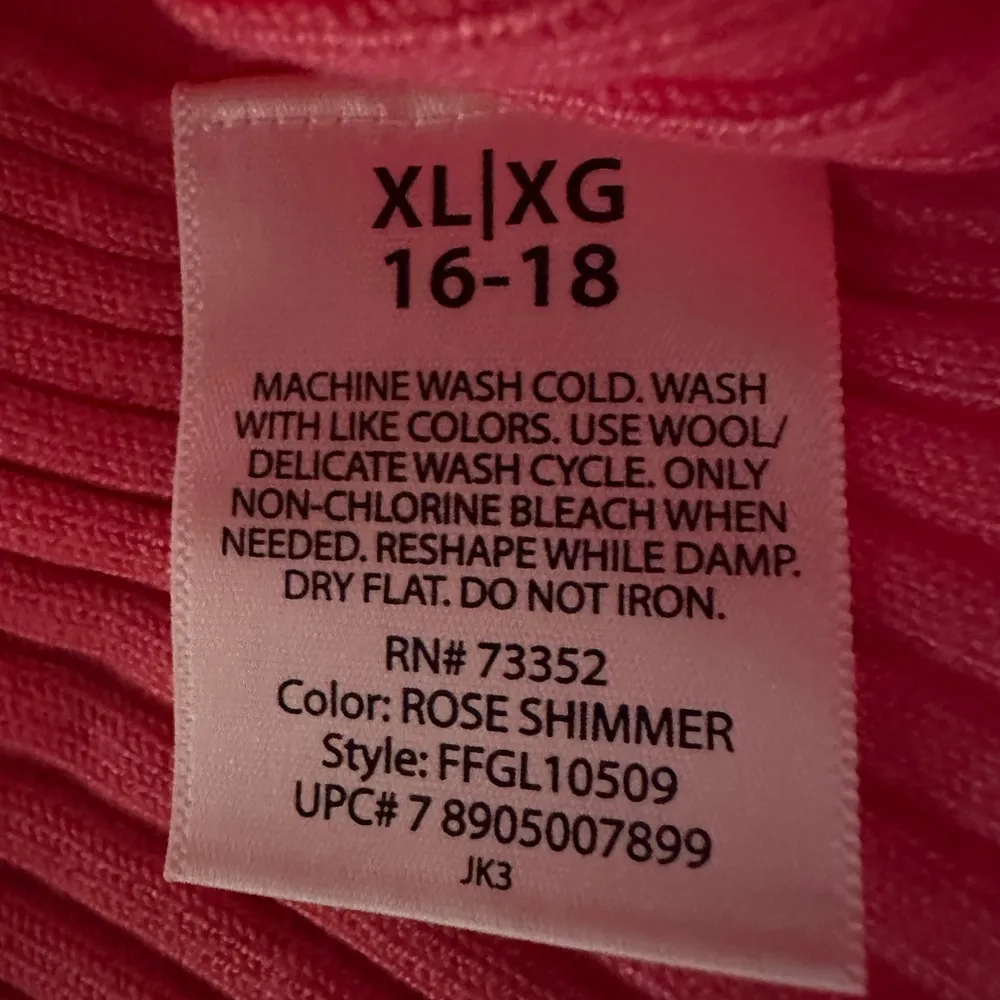 XL|XG
16-18
MACHINE WASH COLD. WASH
WITH LIKE COLORS. USE WOOL/
DELICATE WASH CYCLE. ONLY
NON-CHLORINE BLEACH WHEN
NEEDED. RESHAPE WHILE DAMP.
DRY FLAT. DO NOT IRON.
RN# 73352
Color: ROSE SHIMMER
Style: FFGL10509
UPC# 7 8905007899
JK3